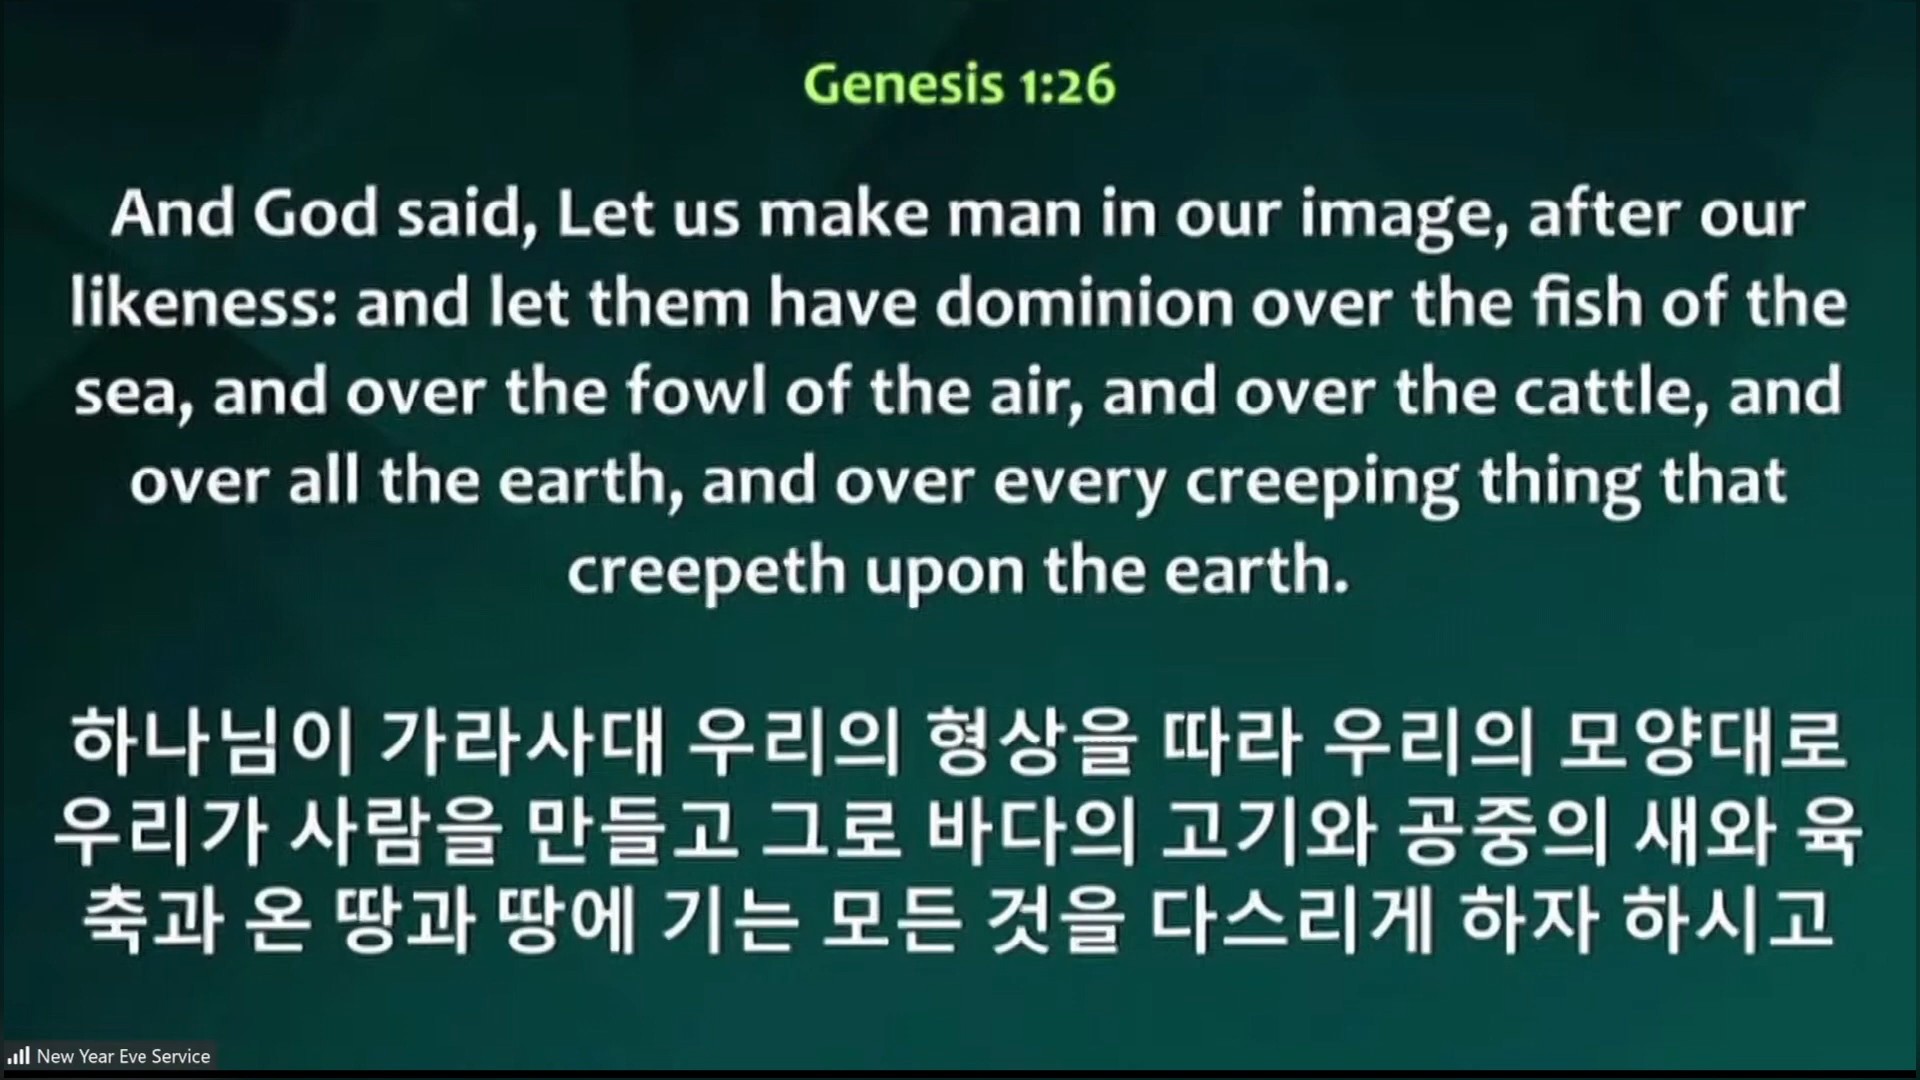 Genesis 1:26
And God said, Let us make man in our image, after our
likeness: and let them have dominion over the fish of the
sea, and over the fowl of the air, and over the cattle, and
over all the earth, and over every creeping thing that
creepeth upon the earth.
하나님이 가라사대 우리의 형상을 따라 우리의 모양대로
우리가 사람을 만들고 그로 바다의 고기와 공중의 새와 육
축과 온 땅과 땅에 기는 모든 것을 다스리게 하자 하시고
New Year Eve Service